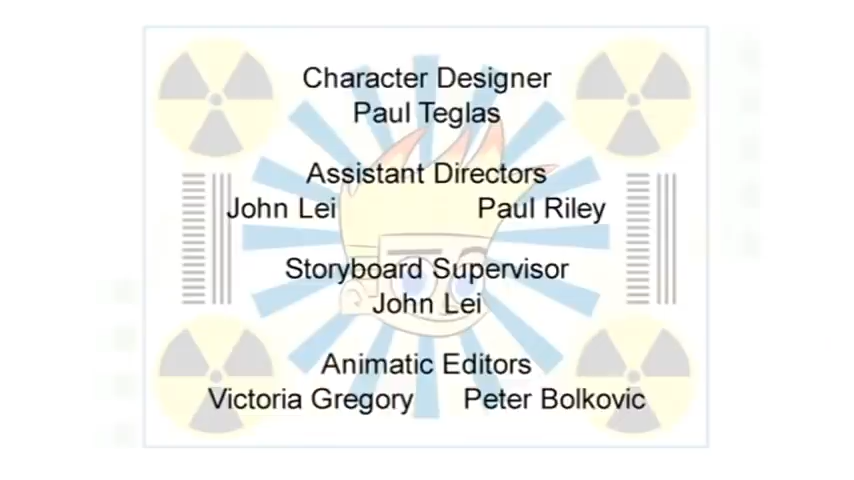 Character Designer
Paul Teglas
Assistant Directors
John Lei Paul Riley
Storyboard Supervisor
John Lei
Animatic Editors
Victoria Gregory Peter Bolkovic